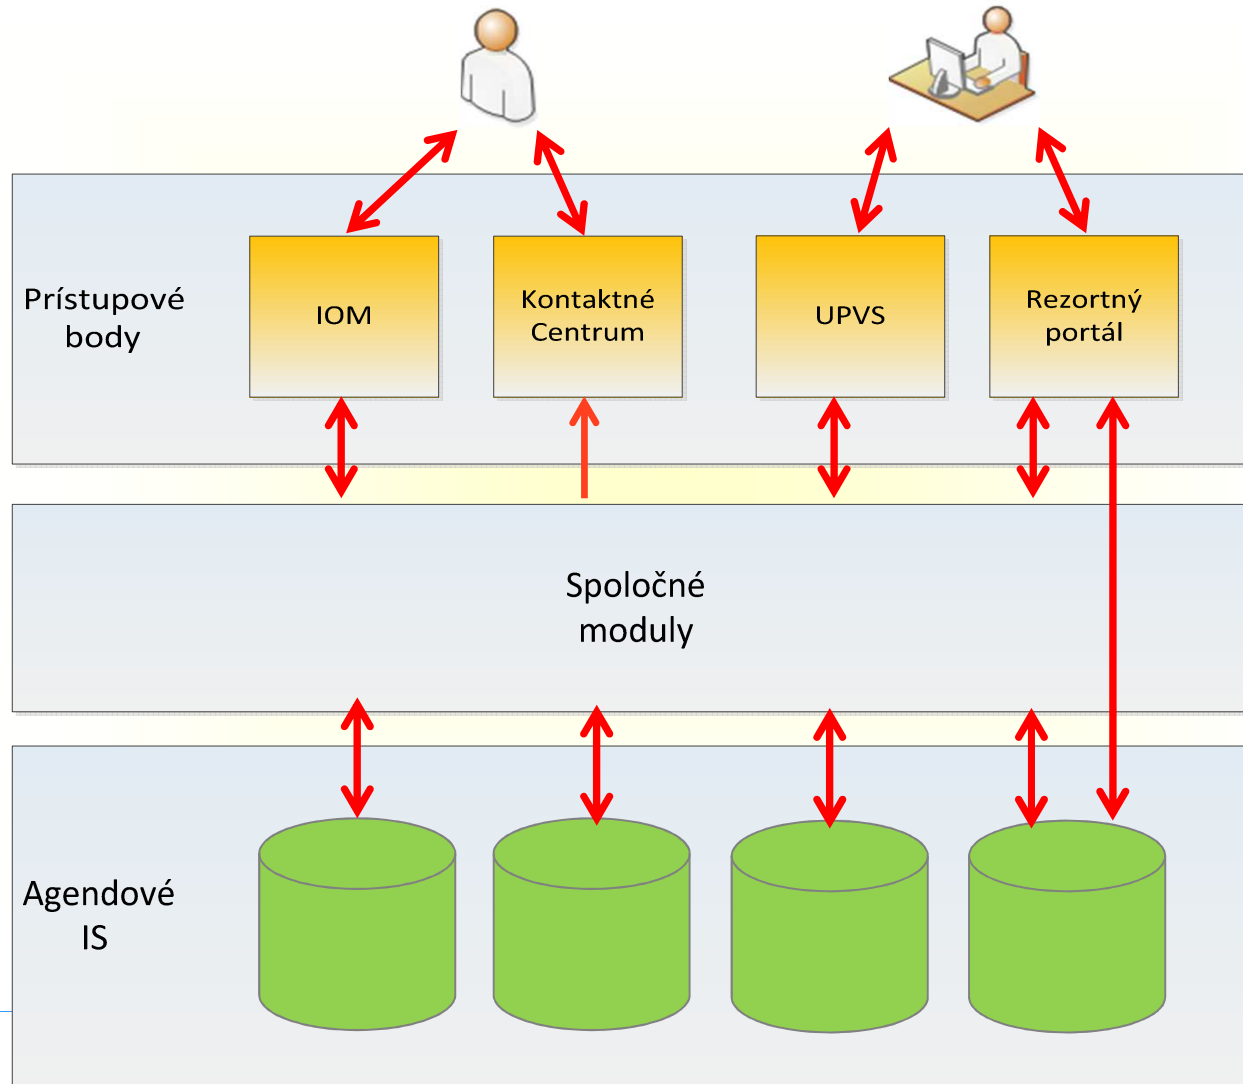 Prístupové
body
IOM
Kontaktné
Centrum
UPVS
Rezortný
portál
Spoločné
moduly
Agendové
IS